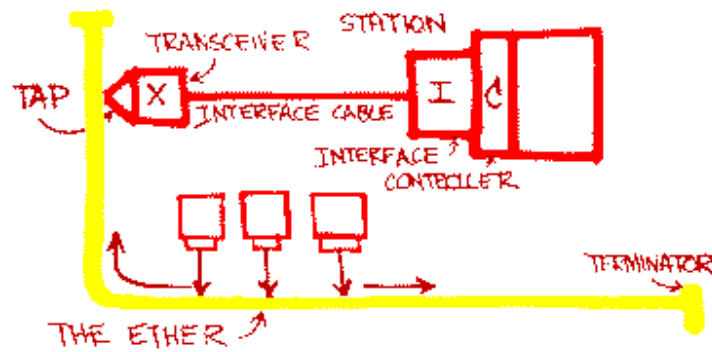 STATION
TRANSCEIVER
TAP
X
I
C
INTERFACE CABLE
INTERFACE
CONTROLLER
TERMINATOR
THE ETHER